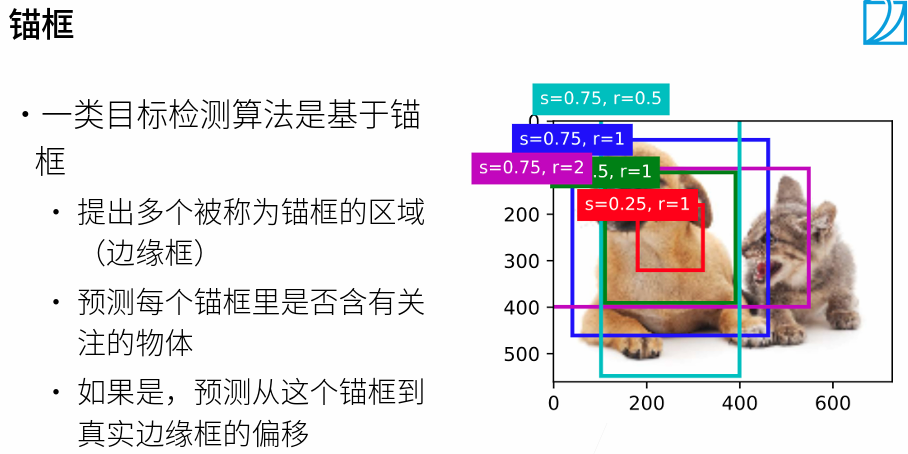 锚框
• 一类目标检测算法是基于锚
框
• 提出多个被称为锚框的区域
（边缘框）
• 预测每个锚框里是否含有关
注的物体
• 如果是，预测从这个锚框到
真实边缘框的偏移
s=0.75, r=0.5
0
s=0.75, r=1
s=0.75, r=2
.5, r=1
s=0.25, r=1
200
300
400
500
0
200
400
600